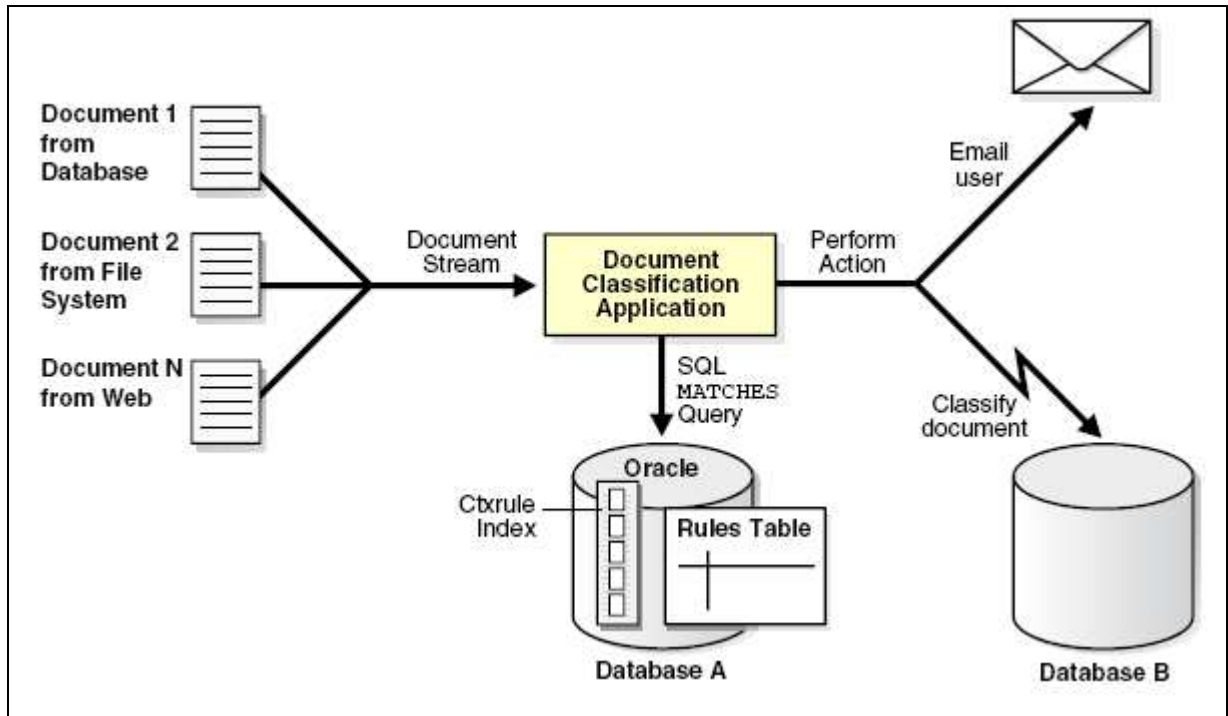 Document 1
from
Database
Document 2
from File
System
Document N
from Web
Document
Stream
Document
Classification
Application
Perform
Action
Email
user
Classify
document
SQL
MATCHES
Query
Oracle
Ctxrule
Index
Rules Table
Database A
Database B